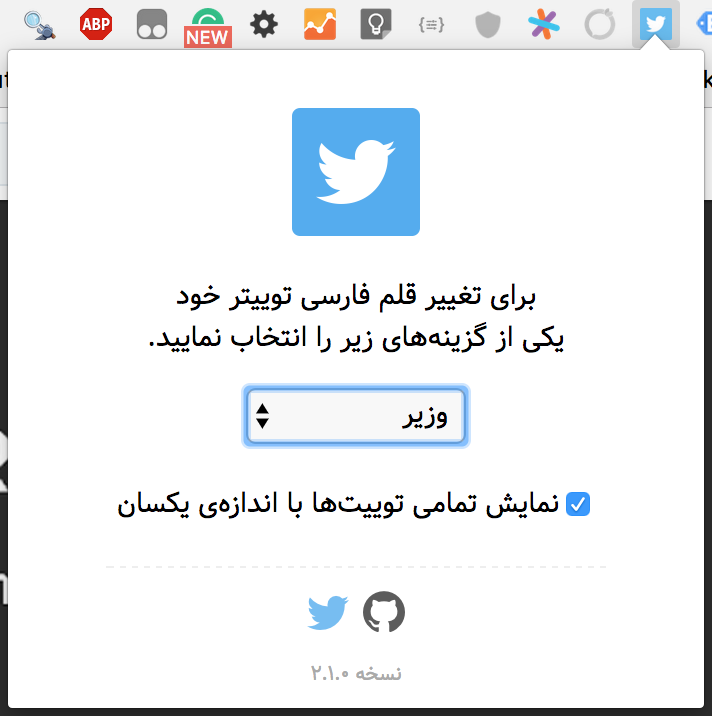 ABP
NEW
برای تغییر قلم فارسی توییتر خود
یکی از گزینه‌های زیر را انتخاب نمایید.
وزیر
نمایش تمامی توییت‌ها با اندازه‌ی یکسان
نسخه ۲.۱.۰